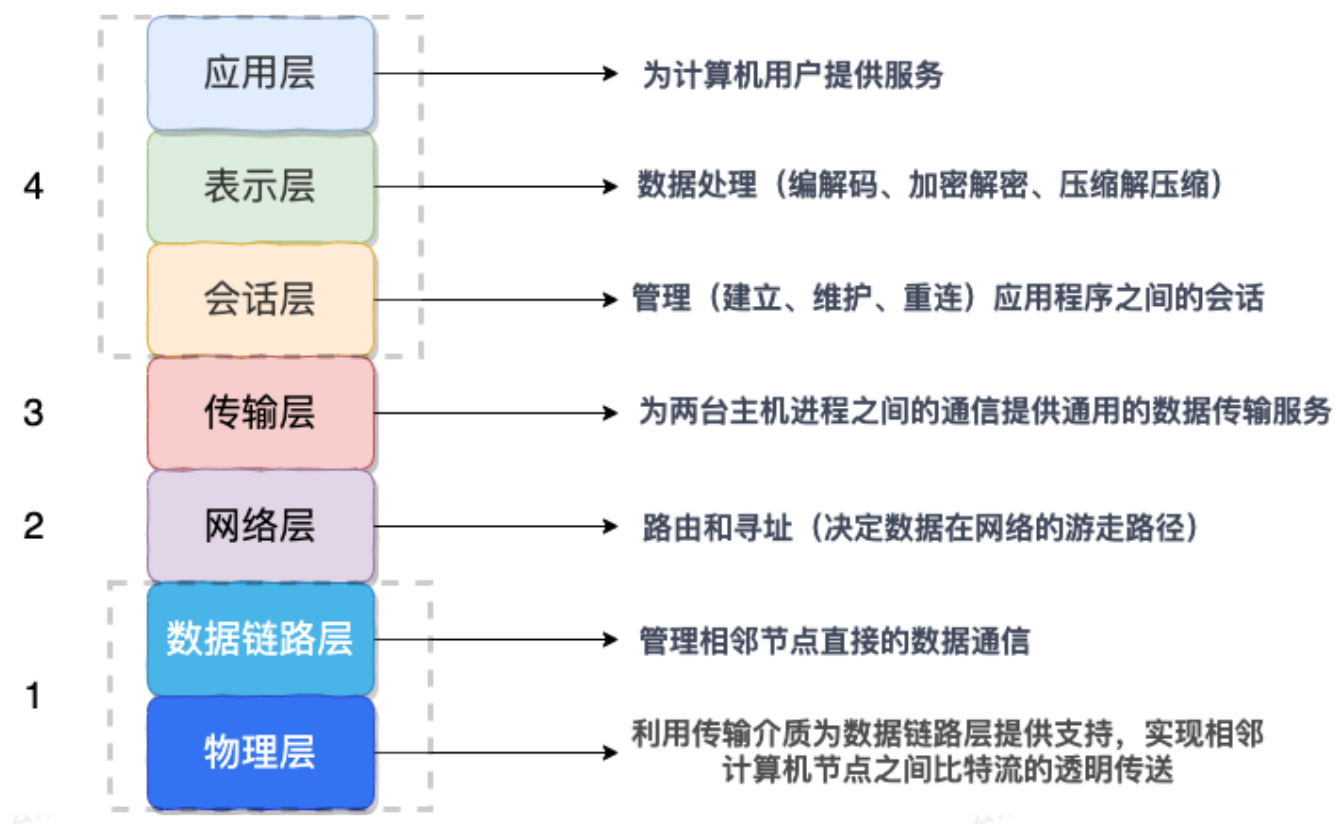 应用层
为计算机用户提供服务
4
表示层
数据处理（编解码、加密解密、压缩解压缩）
会话层
管理（建立、维护、重连）应用程序之间的会话
3
传输层
为两台主机进程之间的通信提供通用的数据传输服务
2
网络层
路由和寻址（决定数据在网络的游走路径）
数据链路层
管理相邻节点直接的数据通信
1
物理层
利用传输介质为数据链路层提供支持，实现相邻
计算机节点之间比特流的透明传送